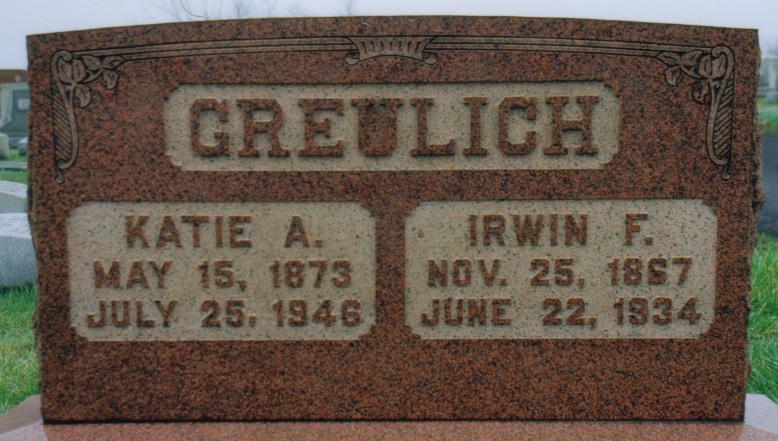 GREULICH
KATIE A.
MAY 15, 1873
JULY 25, 1946
IRWIN F.
NOV. 25, 1867
JUNE 22, 1934